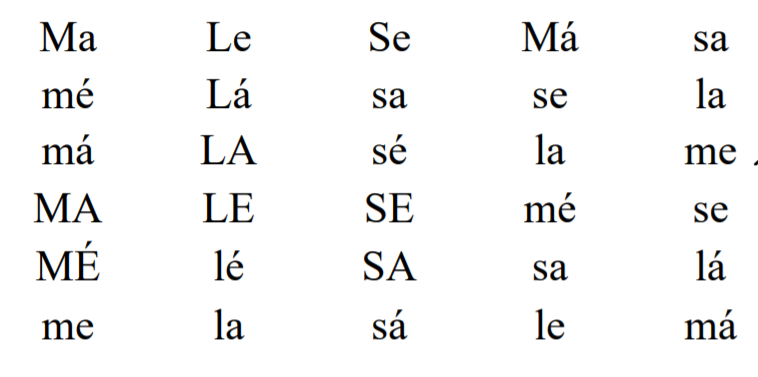 Ma Le Se Má sa
mé Lá sa se la
má LA sé la me
MA LE SE mé se
MÉ lé SA sa lá
me la sá le má